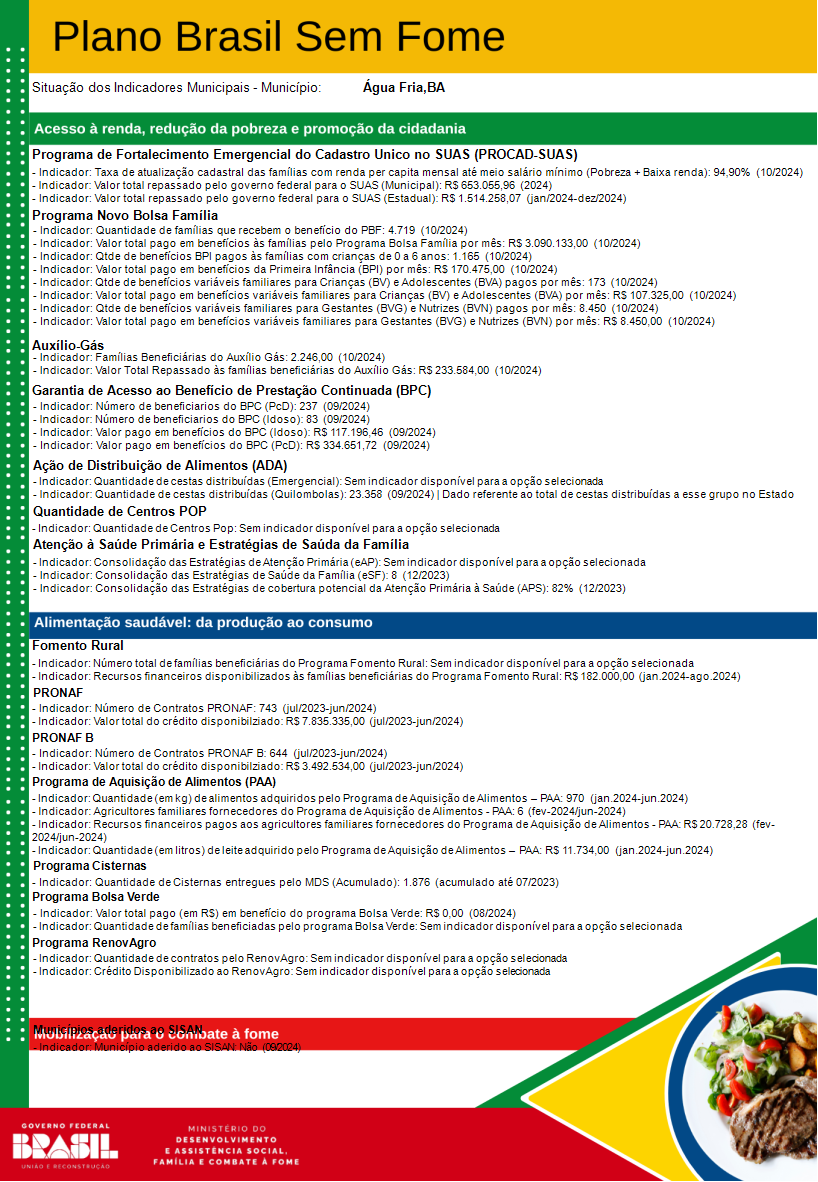 Plano Brasil Sem Fome
Situação dos Indicadores Municipais - Município: Água Fria,BA
Acesso à renda, redução da pobreza e promoção da cidadania
Programa de Fortalecimento Emergencial do Cadastro Unico no SUAS (PROCAD-SUAS)
- Indicador: Taxa de atualização cadastral das famílias com renda per capita mensal até meio salário mínimo (Pobreza + Baixa renda): 94,90% (10/2024)
- Indicador: Valor total repassado pelo governo federal para o SUAS (Municipal): R$ 653.055,96 (2024)
- Indicador: Valor total repassado pelo governo federal para o SUAS (Estadual): R$ 1.514.258,07 (jan/2024-dez/2024)
Programa Novo Bolsa Família
- Indicador: Quantidade de famílias que recebem o benefício do PBF: 4.719 (10/2024)
- Indicador: Valor total pago em benefícios às famílias pelo Programa Bolsa Família por mês: R$ 3.090.133,00 (10/2024)
- Indicador: Qtde de benefícios BPI pagos às famílias com crianças de 0 a 6 anos: 1.165 (10/2024)
- Indicador: Valor total pago em benefícios da Primeira Infância (BPI) por mês: R$ 170.475,00 (10/2024)
- Indicador: Qtde de benefícios variáveis familiares para Crianças (BV) e Adolescentes (BVA) pagos por mês: 173 (10/2024)
- Indicador: Valor total pago em benefícios variáveis familiares para Crianças (BV) e Adolescentes (BVA) por mês: R$ 107.325,00 (10/2024)
- Indicador: Qtde de benefícios variáveis familiares para Gestantes (BVG) e Nutrizes (BVN) pagos por mês: 8.450 (10/2024)
- Indicador: Valor total pago em benefícios variáveis familiares para Gestantes (BVG) e Nutrizes (BVN) por mês: R$ 8.450,00 (10/2024)
Auxílio-Gás
- Indicador: Famílias Beneficiárias do Auxílio Gás: 2.246,00 (10/2024)
- Indicador: Valor Total Repassado às famílias beneficiárias do Auxílio Gás: R$ 233.584,00 (10/2024)
Garantia de Acesso ao Benefício de Prestação Continuada (BPC)
- Indicador: Número de beneficiarios do BPC (PcD): 237 (09/2024)
- Indicador: Número de beneficiarios do BPC (Idoso): 83 (09/2024)
- Indicador: Valor pago em benefícios do BPC (Idoso): R$ 117.196,46 (09/2024)
- Indicador: Valor pago em benefícios do BPC (PcD): R$ 334.651,72 (09/2024)
Ação de Distribuição de Alimentos (ADA)
- Indicador: Quantidade de cestas distribuídas (Emergencial): Sem indicador disponível para a opção selecionada
- Indicador: Quantidade de cestas distribuídas (Quilombolas): 23.358 (09/2024) | Dado referente ao total de cestas distribuídas a esse grupo no Estado
Quantidade de Centros POP
- Indicador: Quantidade de Centros Pop: Sem indicador disponível para a opção selecionada
Atenção à Saúde Primária e Estratégias de Saúda da Família
- Indicador: Consolidação das Estratégias de Atenção Primária (eAP): Sem indicador disponível para a opção selecionada
- Indicador: Consolidação das Estratégias de Saúde da Família (eSF): 8 (12/2023)
- Indicador: Consolidação das Estratégias de cobertura potencial da Atenção Primária à Saúde (APS): 82% (12/2023)
Alimentação saudável: da produção ao consumo
Fomento Rural
- Indicador: Número total de famílias beneficiárias do Programa Fomento Rural: Sem indicador disponível para a opção selecionada
- Indicador: Recursos financeiros disponibilizados às famílias beneficiárias do Programa Fomento Rural: R$ 182.000,00 (jan.2024-ago.2024)
PRONAF
- Indicador: Número de Contratos PRONAF: 743 (jul/2023-jun/2024)
- Indicador: Valor total do crédito disponibilziado: R$ 7.835.335,00 (jul/2023-jun/2024)
PRONAF B
- Indicador: Número de Contratos PRONAF B: 644 (jul/2023-jun/2024)
- Indicador: Valor total do crédito disponibilziado: R$ 3.492.534,00 (jul/2023-jun/2024)
Programa de Aquisição de Alimentos (PAA)
- Indicador: Quantidade (em kg) de alimentos adquiridos pelo Programa de Aquisição de Alimentos – PAA: 970 (jan.2024-jun.2024)
- Indicador: Agricultores familiares fornecedores do Programa de Aquisição de Alimentos - PAA: 6 (fev-2024/jun-2024)
- Indicador: Recursos financeiros pagos aos agricultores familiares fornecedores do Programa de Aquisição de Alimentos - PAA: R$ 20.728,28 (fev-
2024/jun-2024)
- Indicador: Quantidade (em litros) de leite adquirido pelo Programa de Aquisição de Alimentos – PAA: R$ 11.734,00 (jan.2024-jun.2024)
Programa Cisternas
- Indicador: Quantidade de Cisternas entregues pelo MDS (Acumulado): 1.876 (acumulado até 07/2023)
Programa Bolsa Verde
- Indicador: Valor total pago (em R$) em benefício do programa Bolsa Verde: R$ 0,00 (08/2024)
- Indicador: Quantidade de famílias beneficiadas pelo programa Bolsa Verde: Sem indicador disponível para a opção selecionada
Programa RenovAgro
- Indicador: Quantidade de contratos pelo RenovAgro: Sem indicador disponível para a opção selecionada
- Indicador: Crédito Disponibilizado ao RenovAgro: Sem indicador disponível para a opção selecionada
Municípios aderidos ao SISAN
Mobilização para o combate à fome
- Indicador: Município aderido ao SISAN: Não (09/2024)
GOVERNO FEDERAL
BRASIL
UNIÃO E RECONSTRUÇÃO
MINISTÉRIO DO
DESENVOLVIMENTO
E ASSISTÊNCIA SOCIAL,
FAMÍLIA E COMBATE À FOME